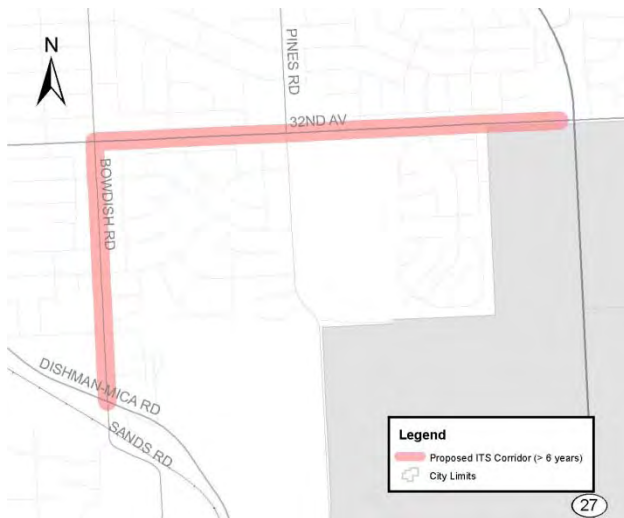 N
PINES RD
32ND AV
BOWDISH RD
DISHMAN-MICA RD
SANDS RD
Legend
Proposed ITS Corridor (> 6 years)
City Limits
27